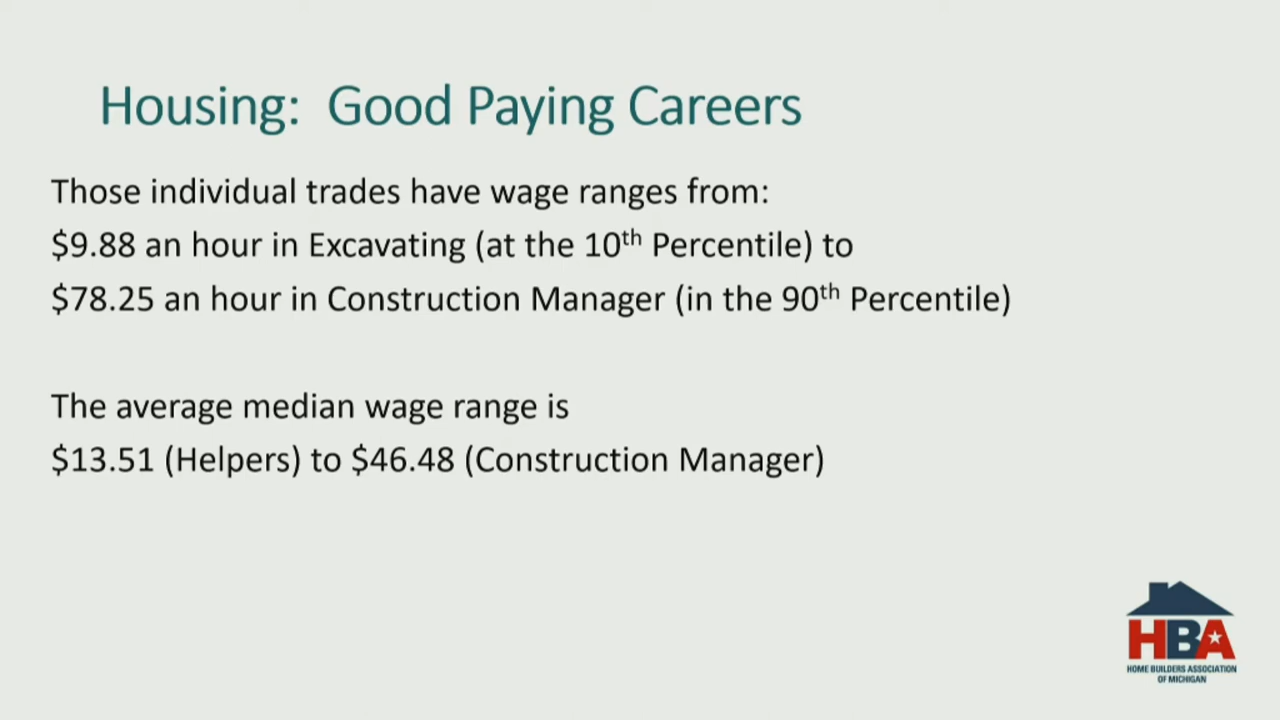 Housing:  Good Paying Careers
Those individual trades have wage ranges from:
$9.88 an hour in Excavating (at the 10th Percentile) to
$78.25 an hour in Construction Manager (in the 90th Percentile)
The average median wage range is
$13.51 (Helpers) to $46.48 (Construction Manager)
HBA
HOME BUILDERS ASSOCIATION
OF MICHIGAN